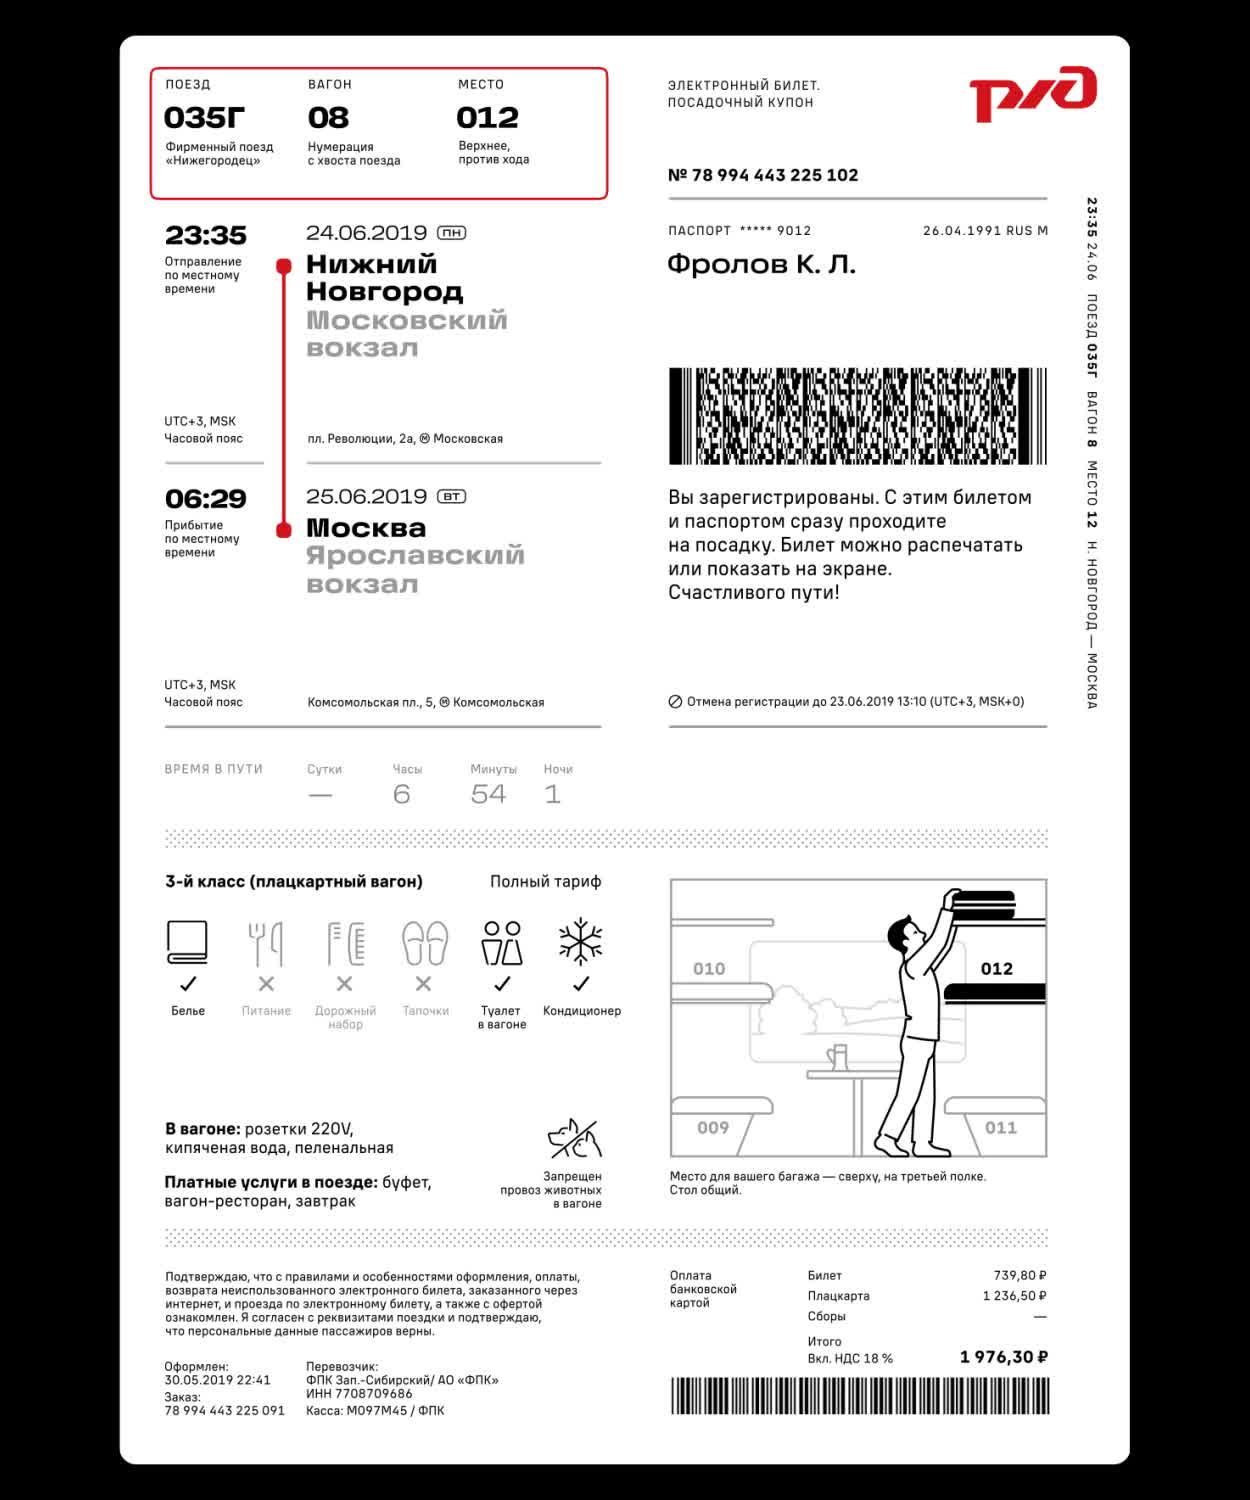 ПОЕЗД
035Г
Фирменный поезд
«Нижегородец»
ВАГОН
08
Нумерация
с хвоста поезда
МЕСТО
012
Верхнее,
против хода
ЭЛЕКТРОННЫЙ БИЛЕТ.
ПОСАДОЧНЫЙ КУПОН
ржд
№ 78 994 443 225 102
23:35
Отправление
по местному
времени
24.06.2019 ПН
Нижний
Новгород
Московский
вокзал
UTC+3, MSK
Часовой пояс
пл. Революции, 2а, Ⓜ Московская
06:29
Прибытие
по местному
времени
25.06.2019 ВТ
Москва
Ярославский
вокзал
UTC+3, MSK
Часовой пояс
Комсомольская пл., 5, Ⓜ Комсомольская
ПАСПОРТ ***** 9012
26.04.1991 RUS M
Фролов К. Л.
Вы зарегистрированы. С этим билетом
и паспортом сразу проходите
на посадку. Билет можно распечатать
или показать на экране.
Счастливого пути!
Отмена регистрации до 23.06.2019 13:10 (UTC+3, MSK+0)
23:35 24.06 ПОЕЗД 035Г ВАГОН 8 МЕСТО 12 Н. НОВГОРОД — МОСКВА
ВРЕМЯ В ПУТИ
Сутки Часы Минуты Ночи
— 6 54 1
3-й класс (плацкартный вагон)
Полный тариф
Белье
Питание
Дорожный
набор
Тапочки
Туалет
в вагоне
Кондиционер
В вагоне: розетки 220V,
кипяченая вода, пеленальная
Платные услуги в поезде: буфет,
вагон-ресторан, завтрак
Запрещен
провоз животных
в вагоне
010
012
009
011
Место для вашего багажа — сверху, на третьей полке.
Стол общий.
Подтверждаю, что с правилами и особенностями оформления, оплаты,
возврата неиспользованного электронного билета, заказанного через
интернет, и проезда по электронному билету, а также с офертой
ознакомлен. Я согласен с реквизитами поездки и подтверждаю,
что персональные данные пассажиров верны.
Оформлен:
30.05.2019 22:41
Заказ:
78 994 443 225 091
Перевозчик:
ФПК Зап.-Сибирский/ АО «ФПК»
ИНН 7708709686
Касса: М097М45 / ФПК
Оплата
банковской
картой
Билет 739,80 ₽
Плацкарта 1 236,50 ₽
Сборы —
Итого
Вкл. НДС 18 % 1 976,30 ₽